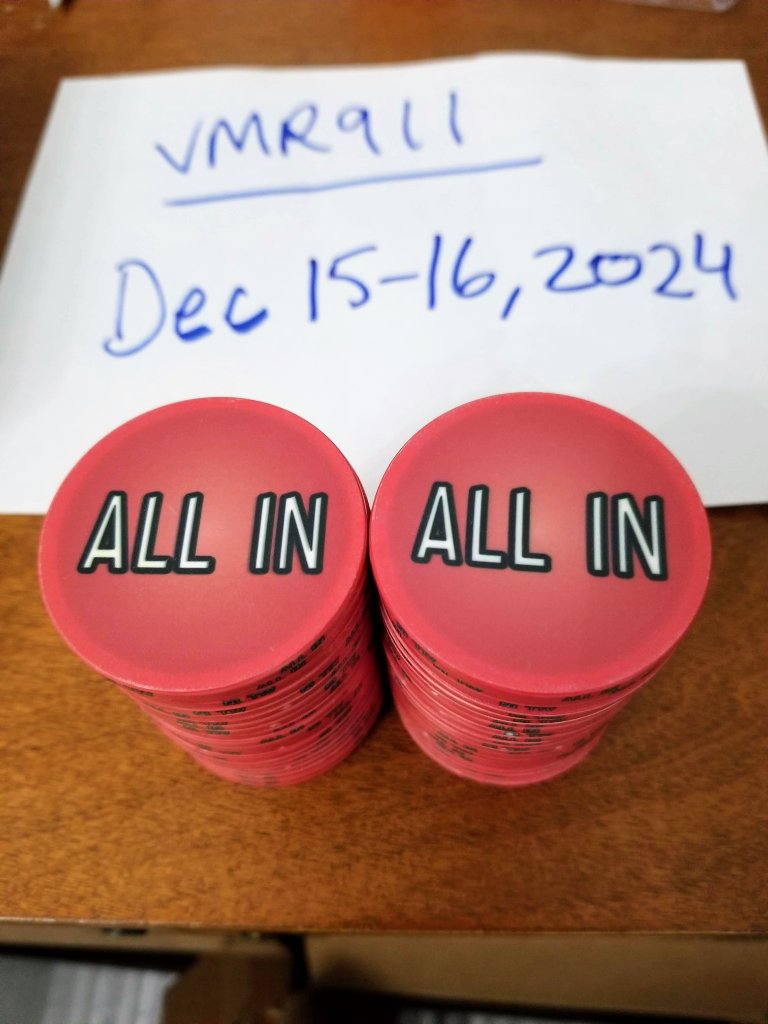 VMR911
Dec 15-16, 2024
ALL IN
ALL IN